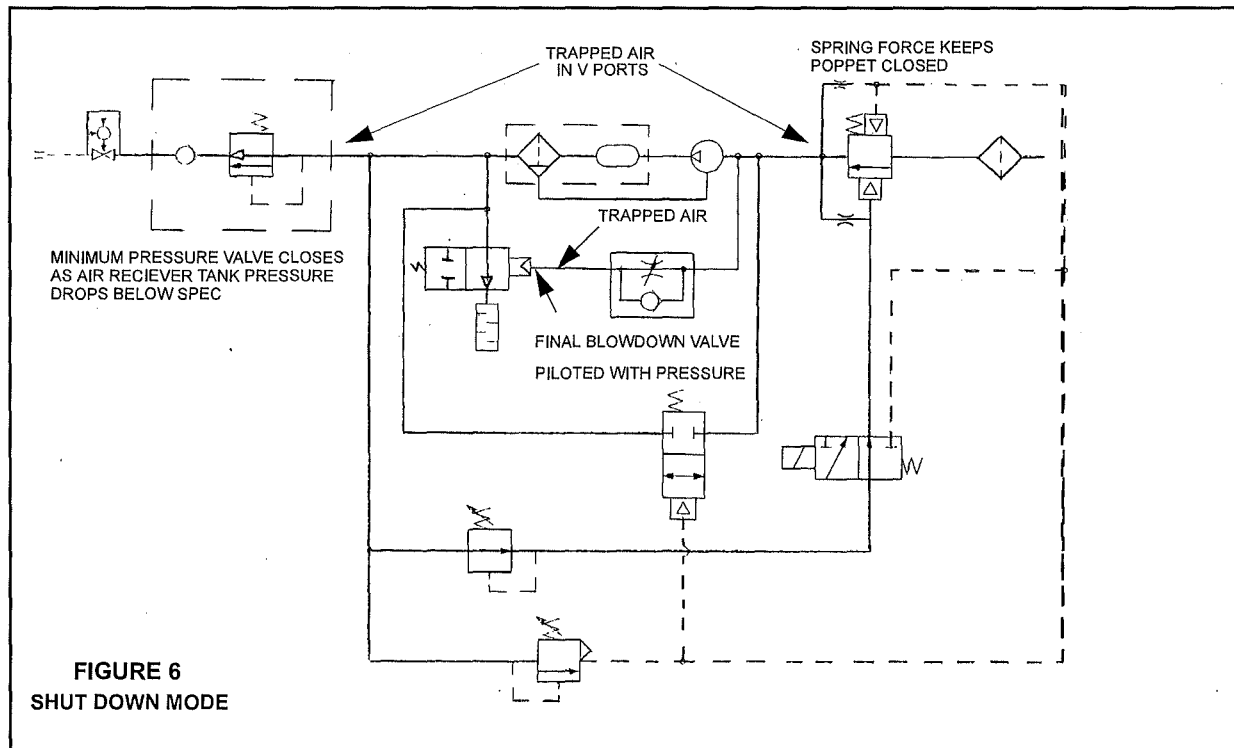 TRAPPED AIR
IN V PORTS
SPRING FORCE KEEPS
POPPET CLOSED
MINIMUM PRESSURE VALVE CLOSES
AS AIR RECIEVER TANK PRESSURE
DROPS BELOW SPEC
TRAPPED AIR
FINAL BLOWDOWN VALVE
PILOTED WITH PRESSURE
FIGURE 6
SHUT DOWN MODE